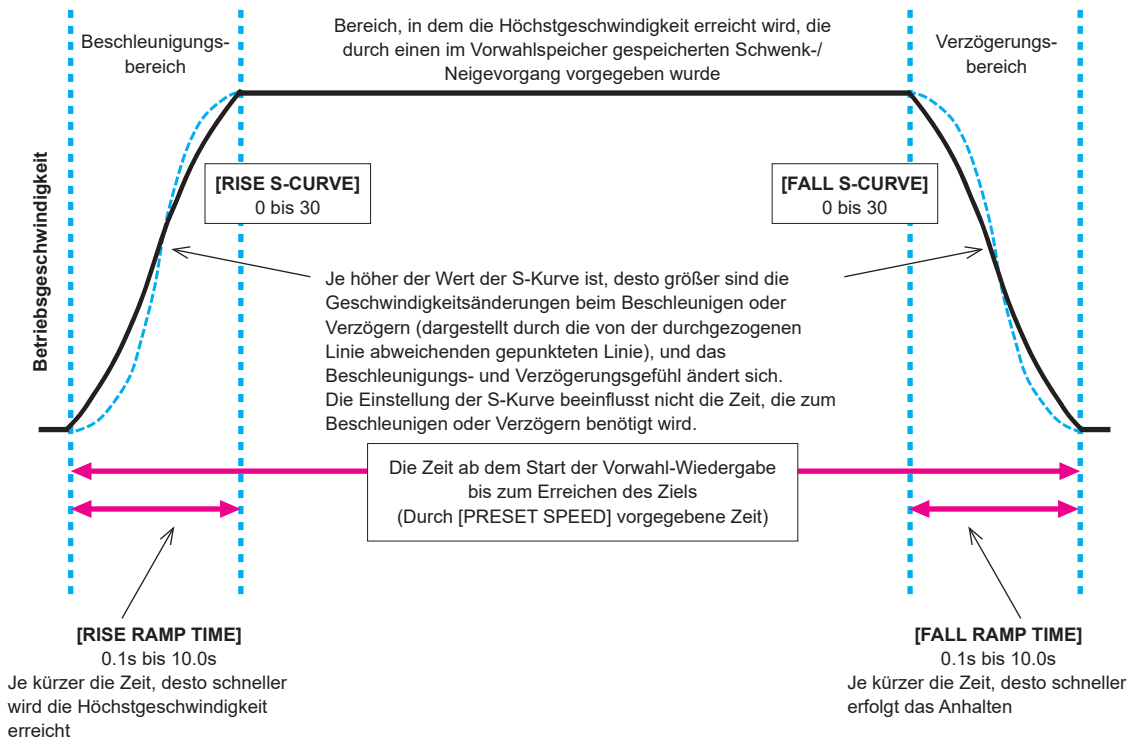 Beschleunigungs-
bereich
Bereich, in dem die Höchstgeschwindigkeit erreicht wird, die
durch einen im Vorwahlspeicher gespeicherten Schwenk-/
Neigevorgang vorgegeben wurde
Verzögerungs-
bereich
Betriebsgeschwindigkeit
[RISE S-CURVE]
0 bis 30
[FALL S-CURVE]
0 bis 30
Je höher der Wert der S-Kurve ist, desto größer sind die
Geschwindigkeitsänderungen beim Beschleunigen oder
Verzögern (dargestellt durch die von der durchgezogenen
Linie abweichenden gepunkteten Linie), und das
Beschleunigungs- und Verzögerungsgefühl ändert sich.
Die Einstellung der S-Kurve beeinflusst nicht die Zeit, die zum
Beschleunigen oder Verzögern benötigt wird.
Die Zeit ab dem Start der Vorwahl-Wiedergabe
bis zum Erreichen des Ziels
(Durch [PRESET SPEED] vorgegebene Zeit)
[RISE RAMP TIME]
0.1s bis 10.0s
Je kürzer die Zeit, desto schneller
wird die Höchstgeschwindigkeit
erreicht
[FALL RAMP TIME]
0.1s bis 10.0s
Je kürzer die Zeit, desto schneller
erfolgt das Anhalten